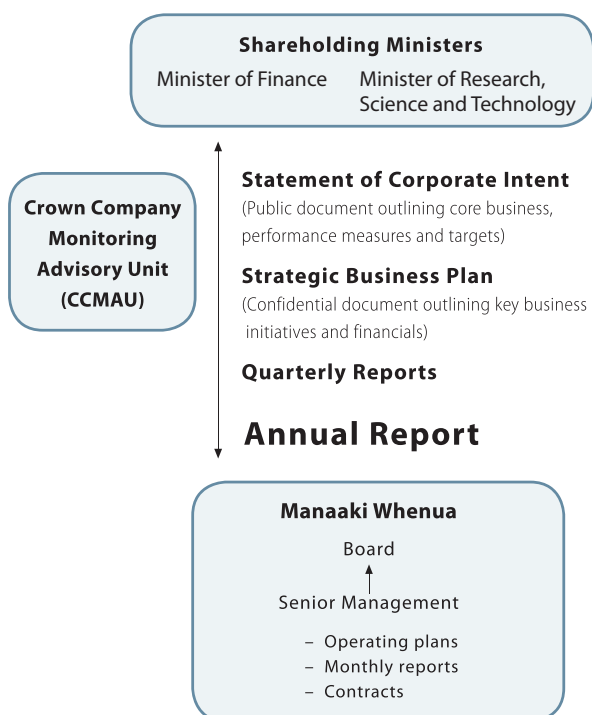 Shareholding Ministers
Minister of Finance
Minister of Research,
Science and Technology
Crown Company
Monitoring
Advisory Unit
(CCMAU)
Statement of Corporate Intent
(Public document outlining core business,
performance measures and targets)
Strategic Business Plan
(Confidential document outlining key business
initiatives and financials)
Quarterly Reports
Annual Report
Manaaki Whenua
Board
Senior Management
– Operating plans
– Monthly reports
– Contracts